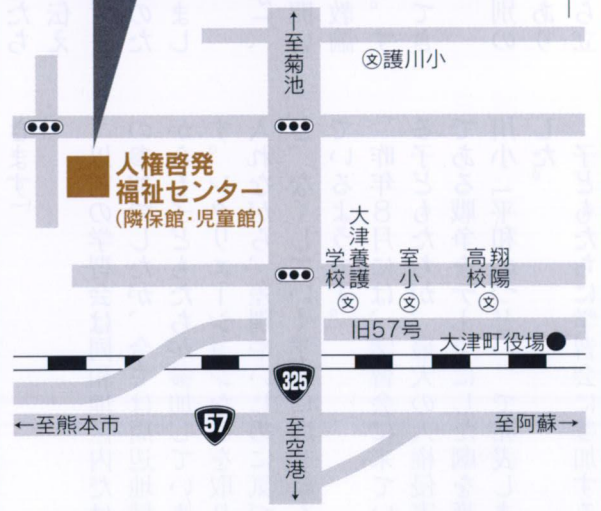 ↑至菊池
㊫護川小
人権啓発
福祉センター
(隣保館・児童館)
大津養護
学校
至小
翔陽
高校
旧57号
大津町役場
325
57
←至熊本市
至空港↓
至阿蘇→